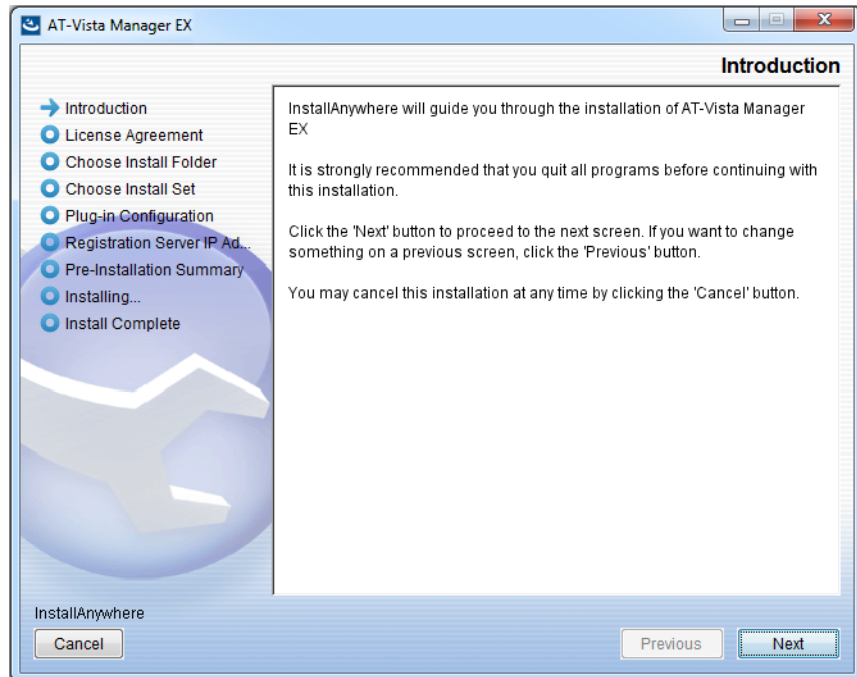 AT-Vista Manager EX
Introduction
Introduction
License Agreement
Choose Install Folder
Choose Install Set
Plug-in Configuration
Registration Server IP Ad...
Pre-Installation Summary
Installing...
Install Complete
InstallAnywhere will guide you through the installation of AT-Vista Manager
EX
It is strongly recommended that you quit all programs before continuing with
this installation.
Click the 'Next' button to proceed to the next screen. If you want to change
something on a previous screen, click the 'Previous' button.
You may cancel this installation at any time by clicking the 'Cancel' button.
InstallAnywhere
Cancel
Previous
Next